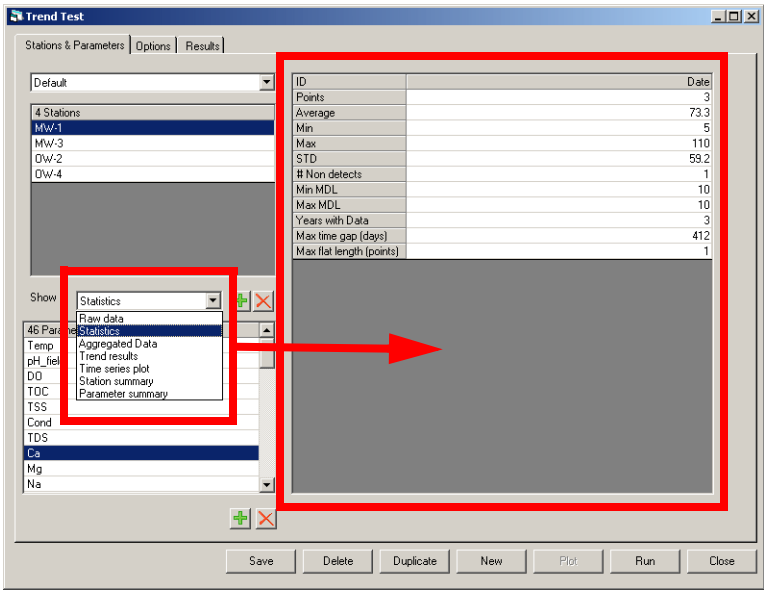 Trend Test
Stations & Parameters Options Results
Default
4 Stations
MW-1
MW-3
OW-2
OW-4
Show Statistics
Raw data
Statistics
Aggregated Data
Trend results
Time series plot
Station summary
Parameter summary
46 Parame
Temp
pH_fiel
DO
TOC
TSS
Cond
TDS
Ca
Mg
Na
ID Date
Points 3
Average 73.3
Min 5
Max 110
STD 59.2
# Non detects 1
Min MDL 10
Max MDL 10
Years with Data 3
Max time gap (days) 412
Max flat length (points) 1
Save Delete Duplicate New Plot Run Close